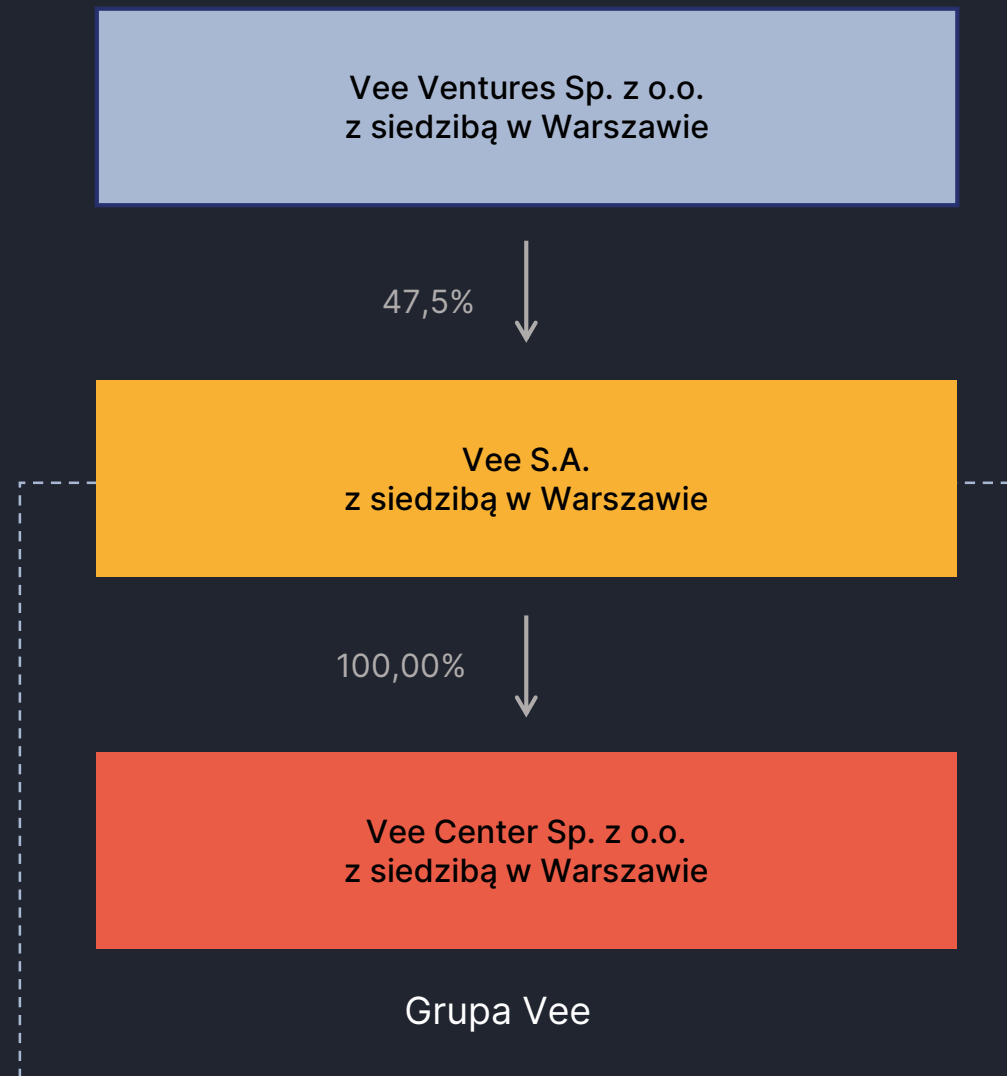 Vee Ventures Sp. z o.o.
z siedzibą w Warszawie
47,5%
Vee S.A.
z siedzibą w Warszawie
100,00%
Vee Center Sp. z o.o.
z siedzibą w Warszawie
Grupa Vee